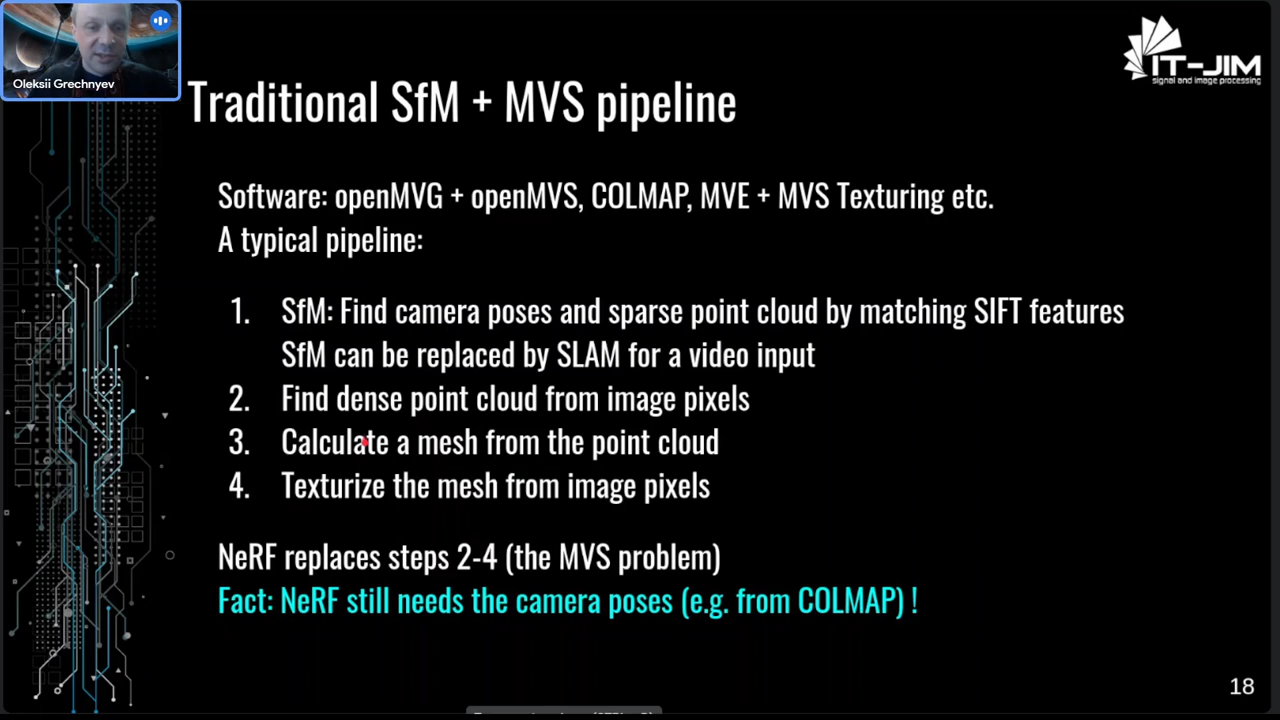 Oleksii Grechnyev
IT-JIM
signal and image processing
Traditional SfM + MVS pipeline
Software: openMVG + openMVS, COLMAP, MVE + MVS Texturing etc.
A typical pipeline:
1. SfM: Find camera poses and sparse point cloud by matching SIFT features
SfM can be replaced by SLAM for a video input
2. Find dense point cloud from image pixels
3. Calculate a mesh from the point cloud
4. Texturize the mesh from image pixels
NeRF replaces steps 2-4 (the MVS problem)
Fact: NeRF still needs the camera poses (e.g. from COLMAP) !
18